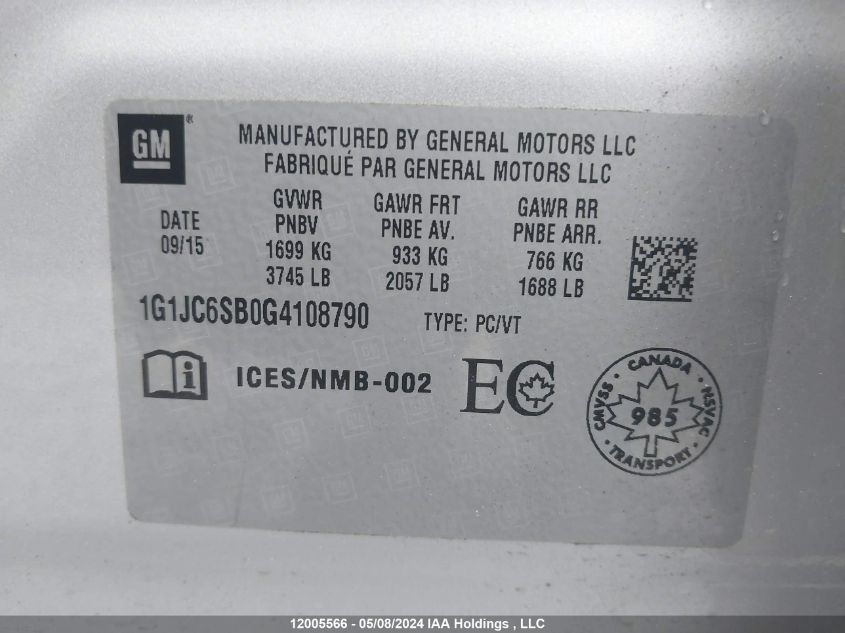 GM®
MANUFACTURED BY GENERAL MOTORS LLC
FABRIQUÉ PAR GENERAL MOTORS LLC
DATE
09/15
GVWR
PNBV
1699 KG
3745 LB
GAWR FRT
PNBE AV.
933 KG
2057 LB
GAWR RR
PNBE ARR.
766 KG
1688 LB
1G1JC6SB0G4108790
TYPE: PC/VT
i
ICES/NMB-002
EC
CANADA
CMVSS
NSVAC
985
TRANSPORT
12005566 - 05/08/2024 IAA Holdings , LLC